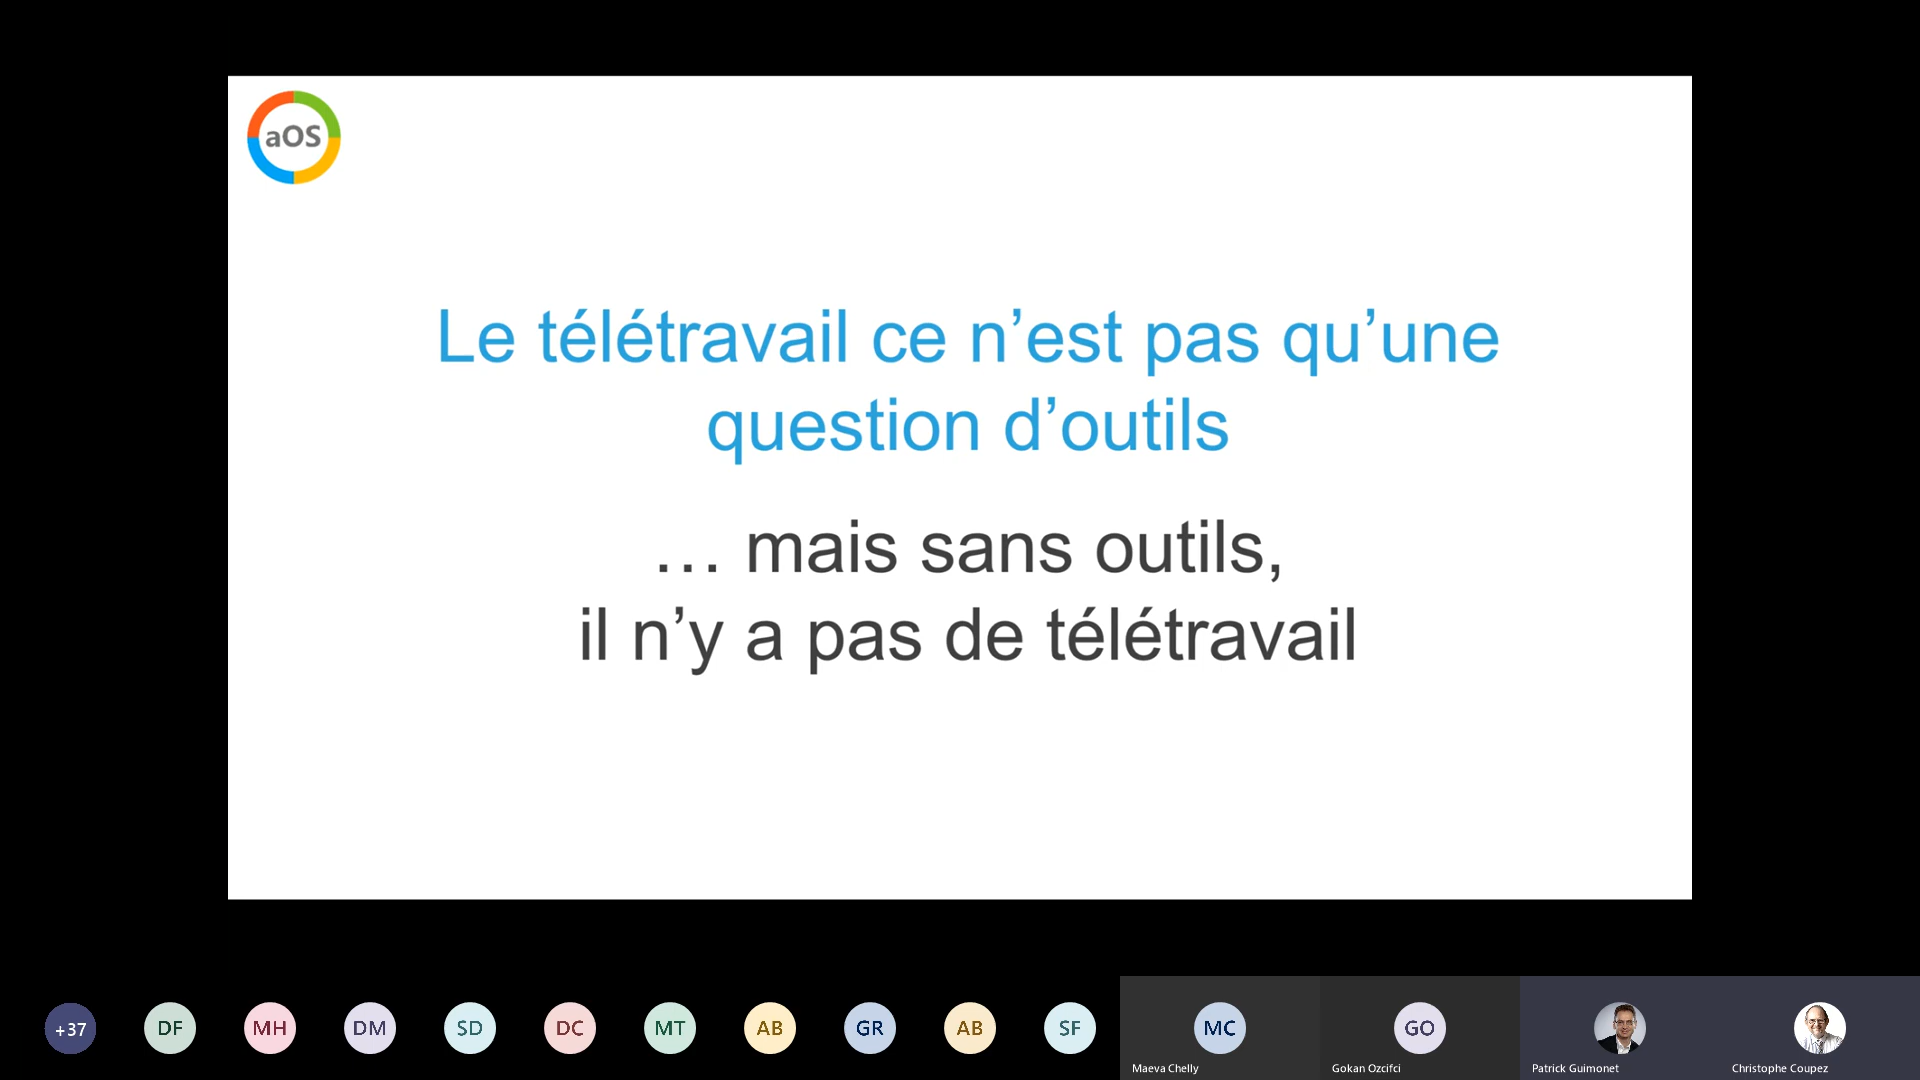 aOS
Le télétravail ce n’est pas qu’une
question d’outils
… mais sans outils,
il n’y a pas de télétravail
+37
DF
MH
DM
SD
DC
MT
AB
GR
AB
SF
MC
GO
Maeva Chelly
Gokan Ozcifci
Patrick Guimonet
Christophe Coupez